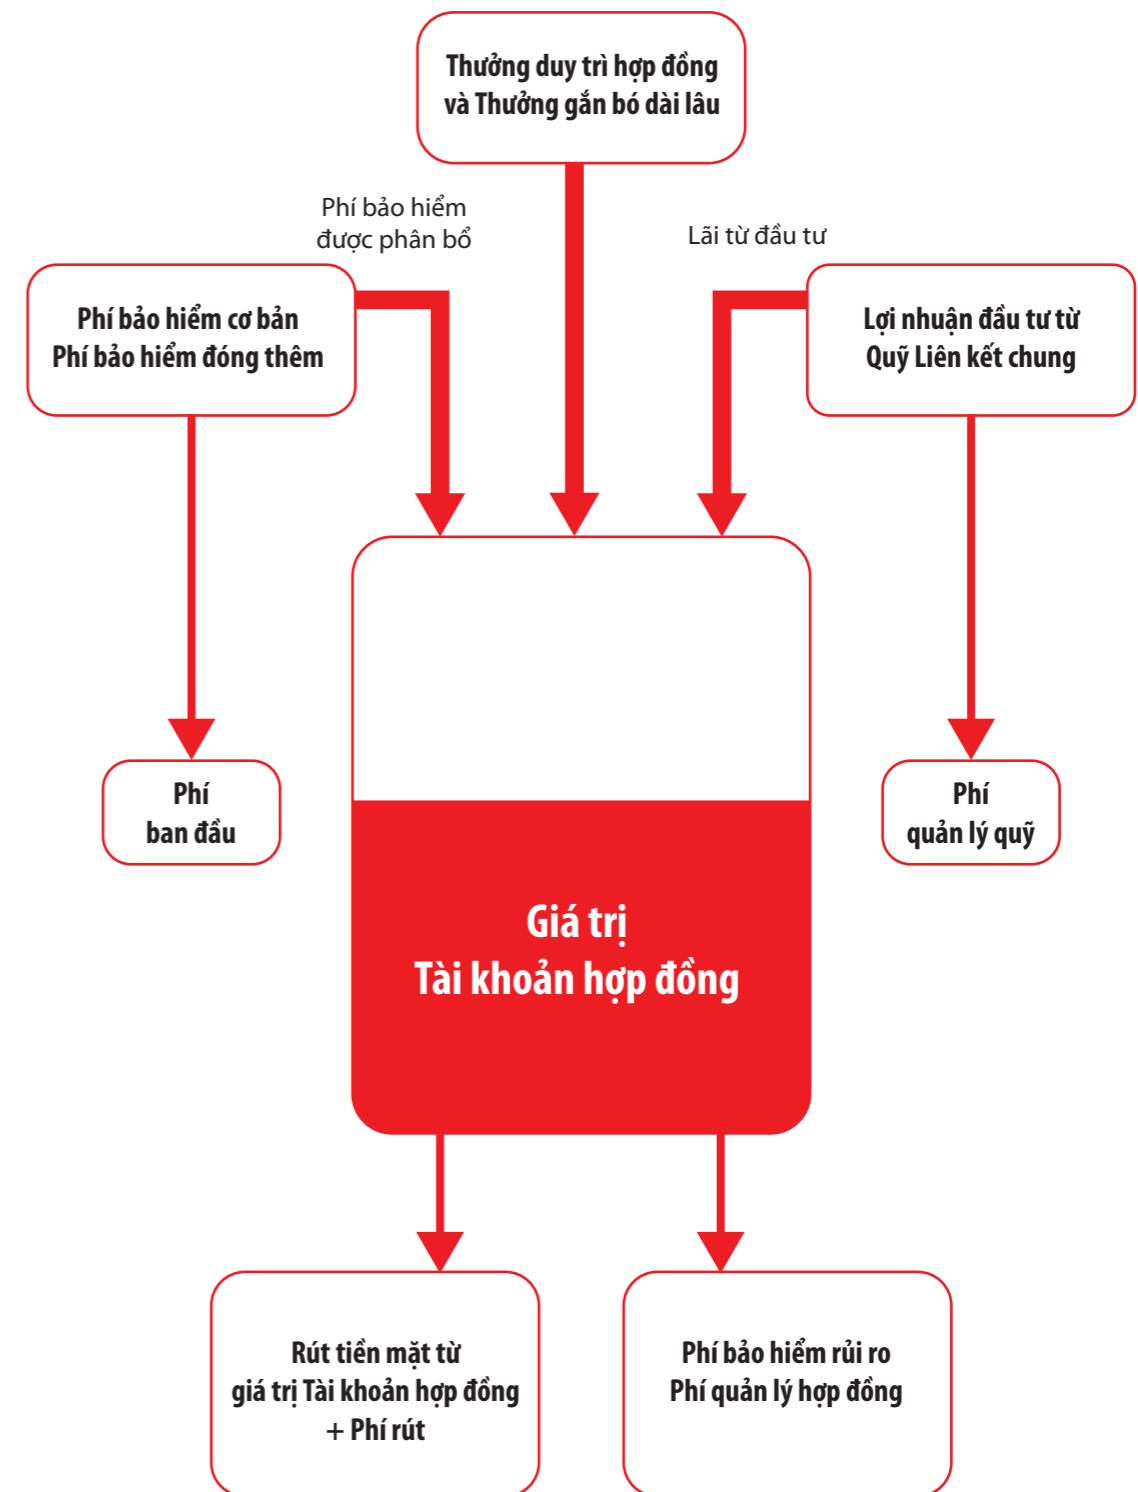 Thưởng duy trì hợp đồng
và Thưởng gắn bó dài lâu
Phí bảo hiểm
được phân bổ
Lãi từ đầu tư
Phí bảo hiểm cơ bản
Phí bảo hiểm đóng thêm
Lợi nhuận đầu tư từ
Quỹ Liên kết chung
Phí
ban đầu
Phí
quản lý quỹ
Giá trị
Tài khoản hợp đồng
Rút tiền mặt từ
giá trị Tài khoản hợp đồng
+ Phí rút
Phí bảo hiểm rủi ro
Phí quản lý hợp đồng